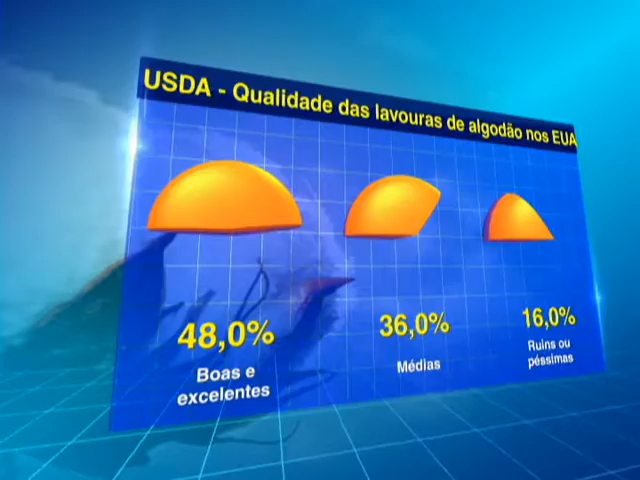 USDA - Qualidade das lavouras de algodão nos EUA
48,0%
Boas e
excelentes
36,0%
Médias
16,0%
Ruins ou
péssimas